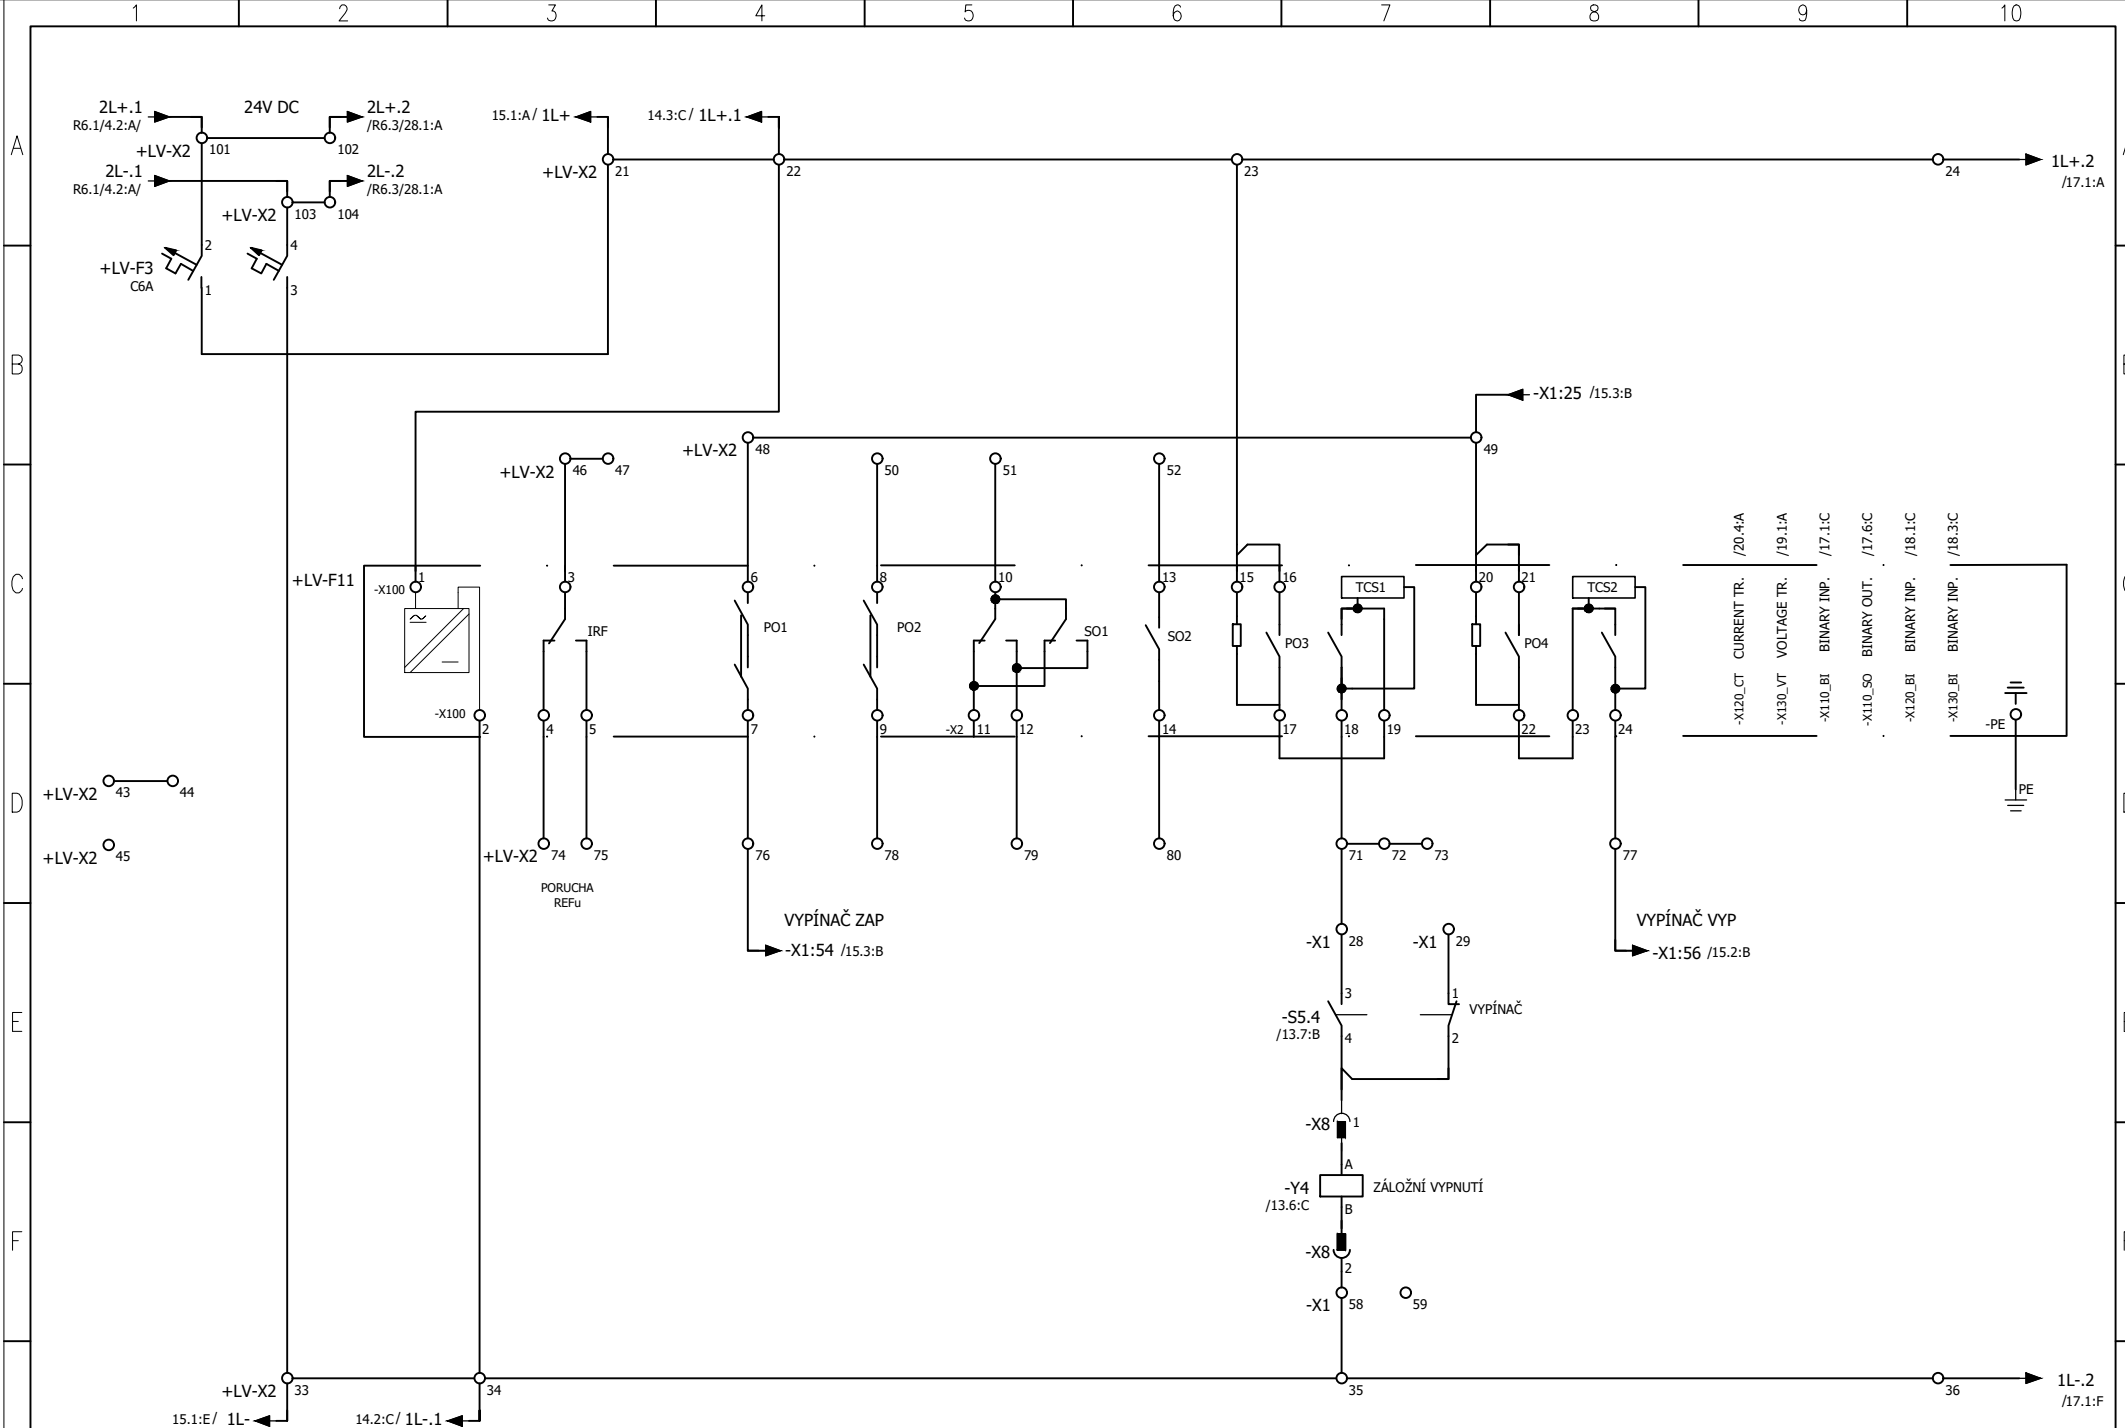 1 2 3 4 5 6 7 8 9 10
A
B
C
D
E
F
2L+.1
R6.1/4.2:A/
24V DC
2L+.2
/R6.3/28.1:A
+LV-X2
101
102
2L-.1
R6.1/4.2:A/
2L-.2
/R6.3/28.1:A
+LV-X2
103
104
15.1:A/ 1L+
14.3:C/ 1L+.1
+LV-X2
21
22
23
24
1L+.2
/17.1:A
+LV-F3
C6A
2
1
4
3
-X1:25 /15.3:B
+LV-X2
48
49
+LV-X2
46
47
50
51
52
+LV-F11
-X100
1
3
6
8
10
13
15
16
20
21
TCS1
TCS2
IRF
PO1
PO2
SO1
SO2
PO3
PO4
-X100
2
4
5
7
9
-X2
11
12
14
17
18
19
22
23
24
-X120_CT CURRENT TR. /20.4:A
-X130_VT VOLTAGE TR. /19.1:A
-X110_BI BINARY INP. /17.1:C
-X110_SO BINARY OUT. /17.6:C
-X120_BI BINARY INP. /18.1:C
-X130_BI BINARY INP. /18.3:C
-PE
PE
+LV-X2
43
44
+LV-X2
45
+LV-X2
74
75
76
78
79
80
71
72
73
77
PORUCHA
REFu
VYPÍNAČ ZAP
-X1:54 /15.3:B
VYPÍNAČ VYP
-X1:56 /15.2:B
-X1
28
-X1
29
-S5.4
/13.7:B
3
4
1
2
VYPÍNAČ
-X8
1
A
-Y4
/13.6:C
ZÁLOŽNÍ VYPNUTÍ
B
-X8
2
-X1
58
59
+LV-X2
33
34
35
36
1L-.2
/17.1:F
15.1:E/ 1L-
14.2:C/ 1L-.1